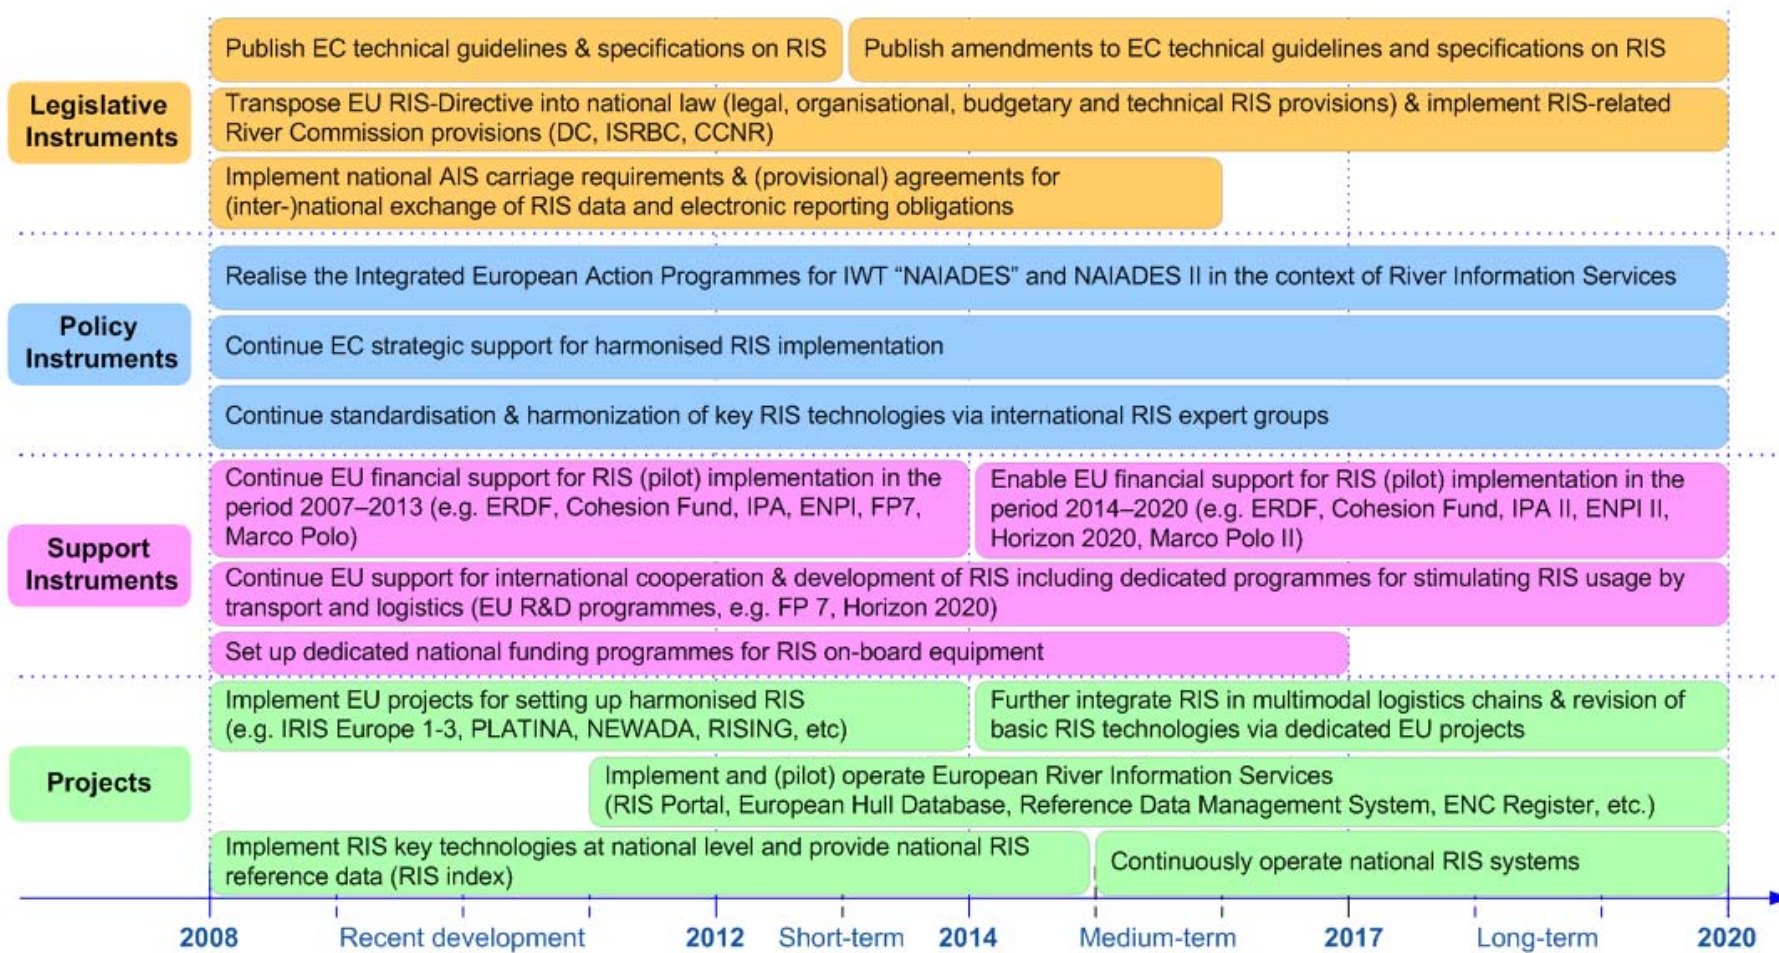 Legislative
Instruments
Publish EC technical guidelines & specifications on RIS
Publish amendments to EC technical guidelines and specifications on RIS
Transpose EU RIS-Directive into national law (legal, organisational, budgetary and technical RIS provisions) & implement RIS-related
River Commission provisions (DC, ISRBC, CCNR)
Implement national AIS carriage requirements & (provisional) agreements for
(inter-)national exchange of RIS data and electronic reporting obligations
Policy
Instruments
Realise the Integrated European Action Programmes for IWT “NAIADES” and NAIADES II in the context of River Information Services
Continue EC strategic support for harmonised RIS implementation
Continue standardisation & harmonization of key RIS technologies via international RIS expert groups
Support
Instruments
Continue EU financial support for RIS (pilot) implementation in the
period 2007–2013 (e.g. ERDF, Cohesion Fund, IPA, ENPI, FP7,
Marco Polo)
Enable EU financial support for RIS (pilot) implementation in the
period 2014–2020 (e.g. ERDF, Cohesion Fund, IPA II, ENPI II,
Horizon 2020, Marco Polo II)
Continue EU support for international cooperation & development of RIS including dedicated programmes for stimulating RIS usage by
transport and logistics (EU R&D programmes, e.g. FP 7, Horizon 2020)
Set up dedicated national funding programmes for RIS on-board equipment
Projects
Implement EU projects for setting up harmonised RIS
(e.g. IRIS Europe 1-3, PLATINA, NEWADA, RISING, etc)
Further integrate RIS in multimodal logistics chains & revision of
basic RIS technologies via dedicated EU projects
Implement and (pilot) operate European River Information Services
(RIS Portal, European Hull Database, Reference Data Management System, ENC Register, etc.)
Implement RIS key technologies at national level and provide national RIS
reference data (RIS index)
Continuously operate national RIS systems
2008 Recent development 2012 Short-term 2014 Medium-term 2017 Long-term 2020